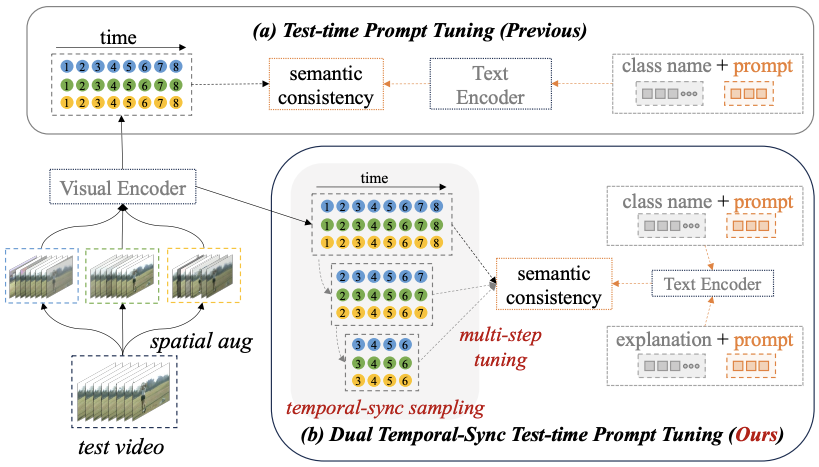 (a) Test-time Prompt Tuning (Previous)
time
1 2 3 4 5 6 7 8
1 2 3 4 5 6 7 8
1 2 3 4 5 6 7 8
semantic
consistency
Text
Encoder
class name + prompt
Visual Encoder
spatial aug
test video
time
1 2 3 4 5 6 7 8
1 2 3 4 5 6 7 8
1 2 3 4 5 6 7 8
2 3 4 5 6 7
2 3 4 5 6 7
2 3 4 5 6 7
3 4 5 6
3 4 5 6
3 4 5 6
temporal-sync sampling
multi-step
tuning
semantic
consistency
class name + prompt
Text Encoder
explanation + prompt
(b) Dual Temporal-Sync Test-time Prompt Tuning (Ours)